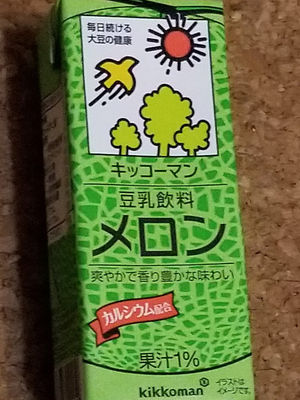 毎日続ける
大豆の健康
キッコーマン
豆乳飲料
メロン
爽やかで香り豊かな味わい
カルシウム配合
果汁1%
kikkoman®
イラストは
イメージです。